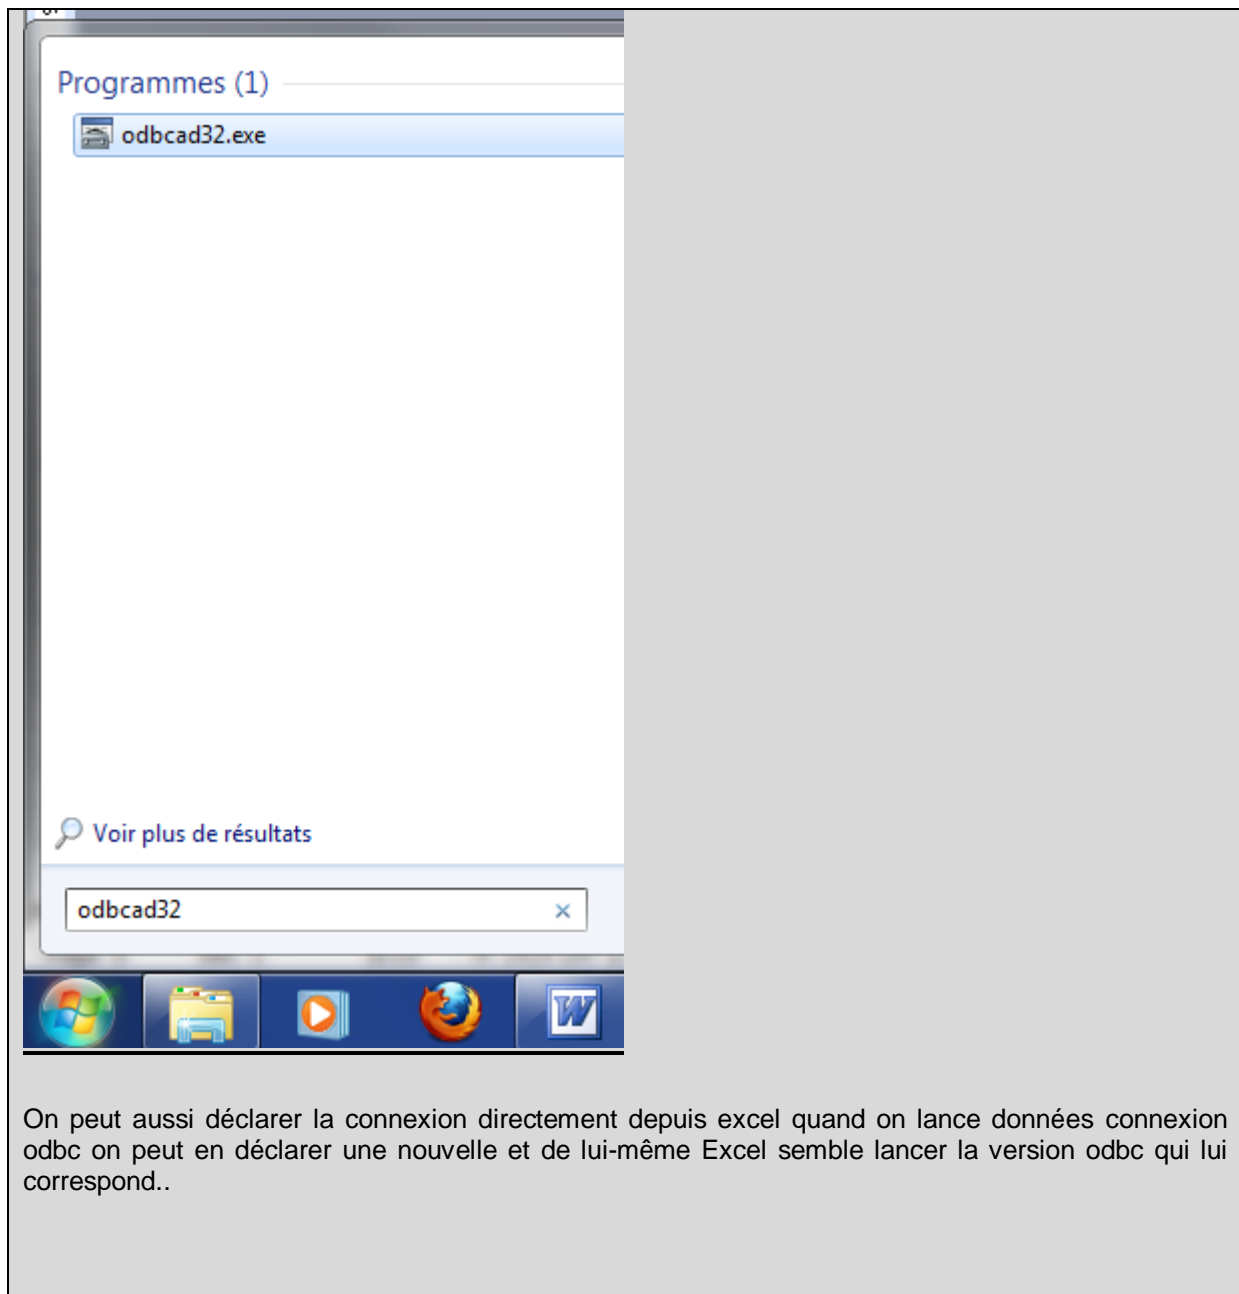 Programmes (1)
odbcad32.exe
Voir plus de résultats
odbcad32
On peut aussi déclarer la connexion directement depuis excel quand on lance données connexion
odbc on peut en déclarer une nouvelle et de lui-même Excel semble lancer la version odbc qui lui
correspond..